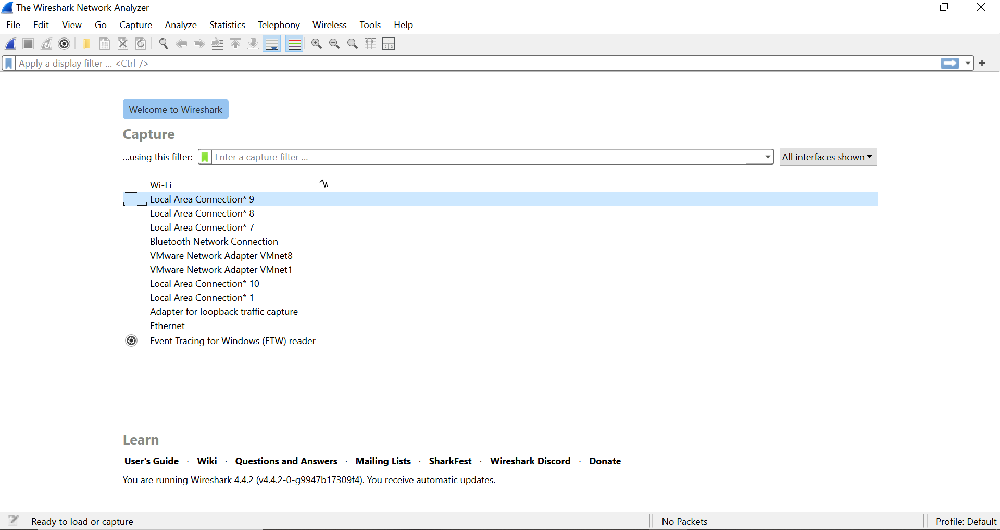 The Wireshark Network Analyzer
File Edit View Go Capture Analyze Statistics Telephony Wireless Tools Help
Apply a display filter ... <Ctrl-/>
Welcome to Wireshark
Capture
...using this filter: Enter a capture filter ... All interfaces shown
Wi-Fi
Local Area Connection* 9
Local Area Connection* 8
Local Area Connection* 7
Bluetooth Network Connection
VMware Network Adapter VMnet8
VMware Network Adapter VMnet1
Local Area Connection* 10
Local Area Connection* 1
Adapter for loopback traffic capture
Ethernet
Event Tracing for Windows (ETW) reader
Learn
User's Guide · Wiki · Questions and Answers · Mailing Lists · SharkFest · Wireshark Discord · Donate
You are running Wireshark 4.4.2 (v4.4.2-0-g9947b17309f4). You receive automatic updates.
Ready to load or capture No Packets Profile: Default